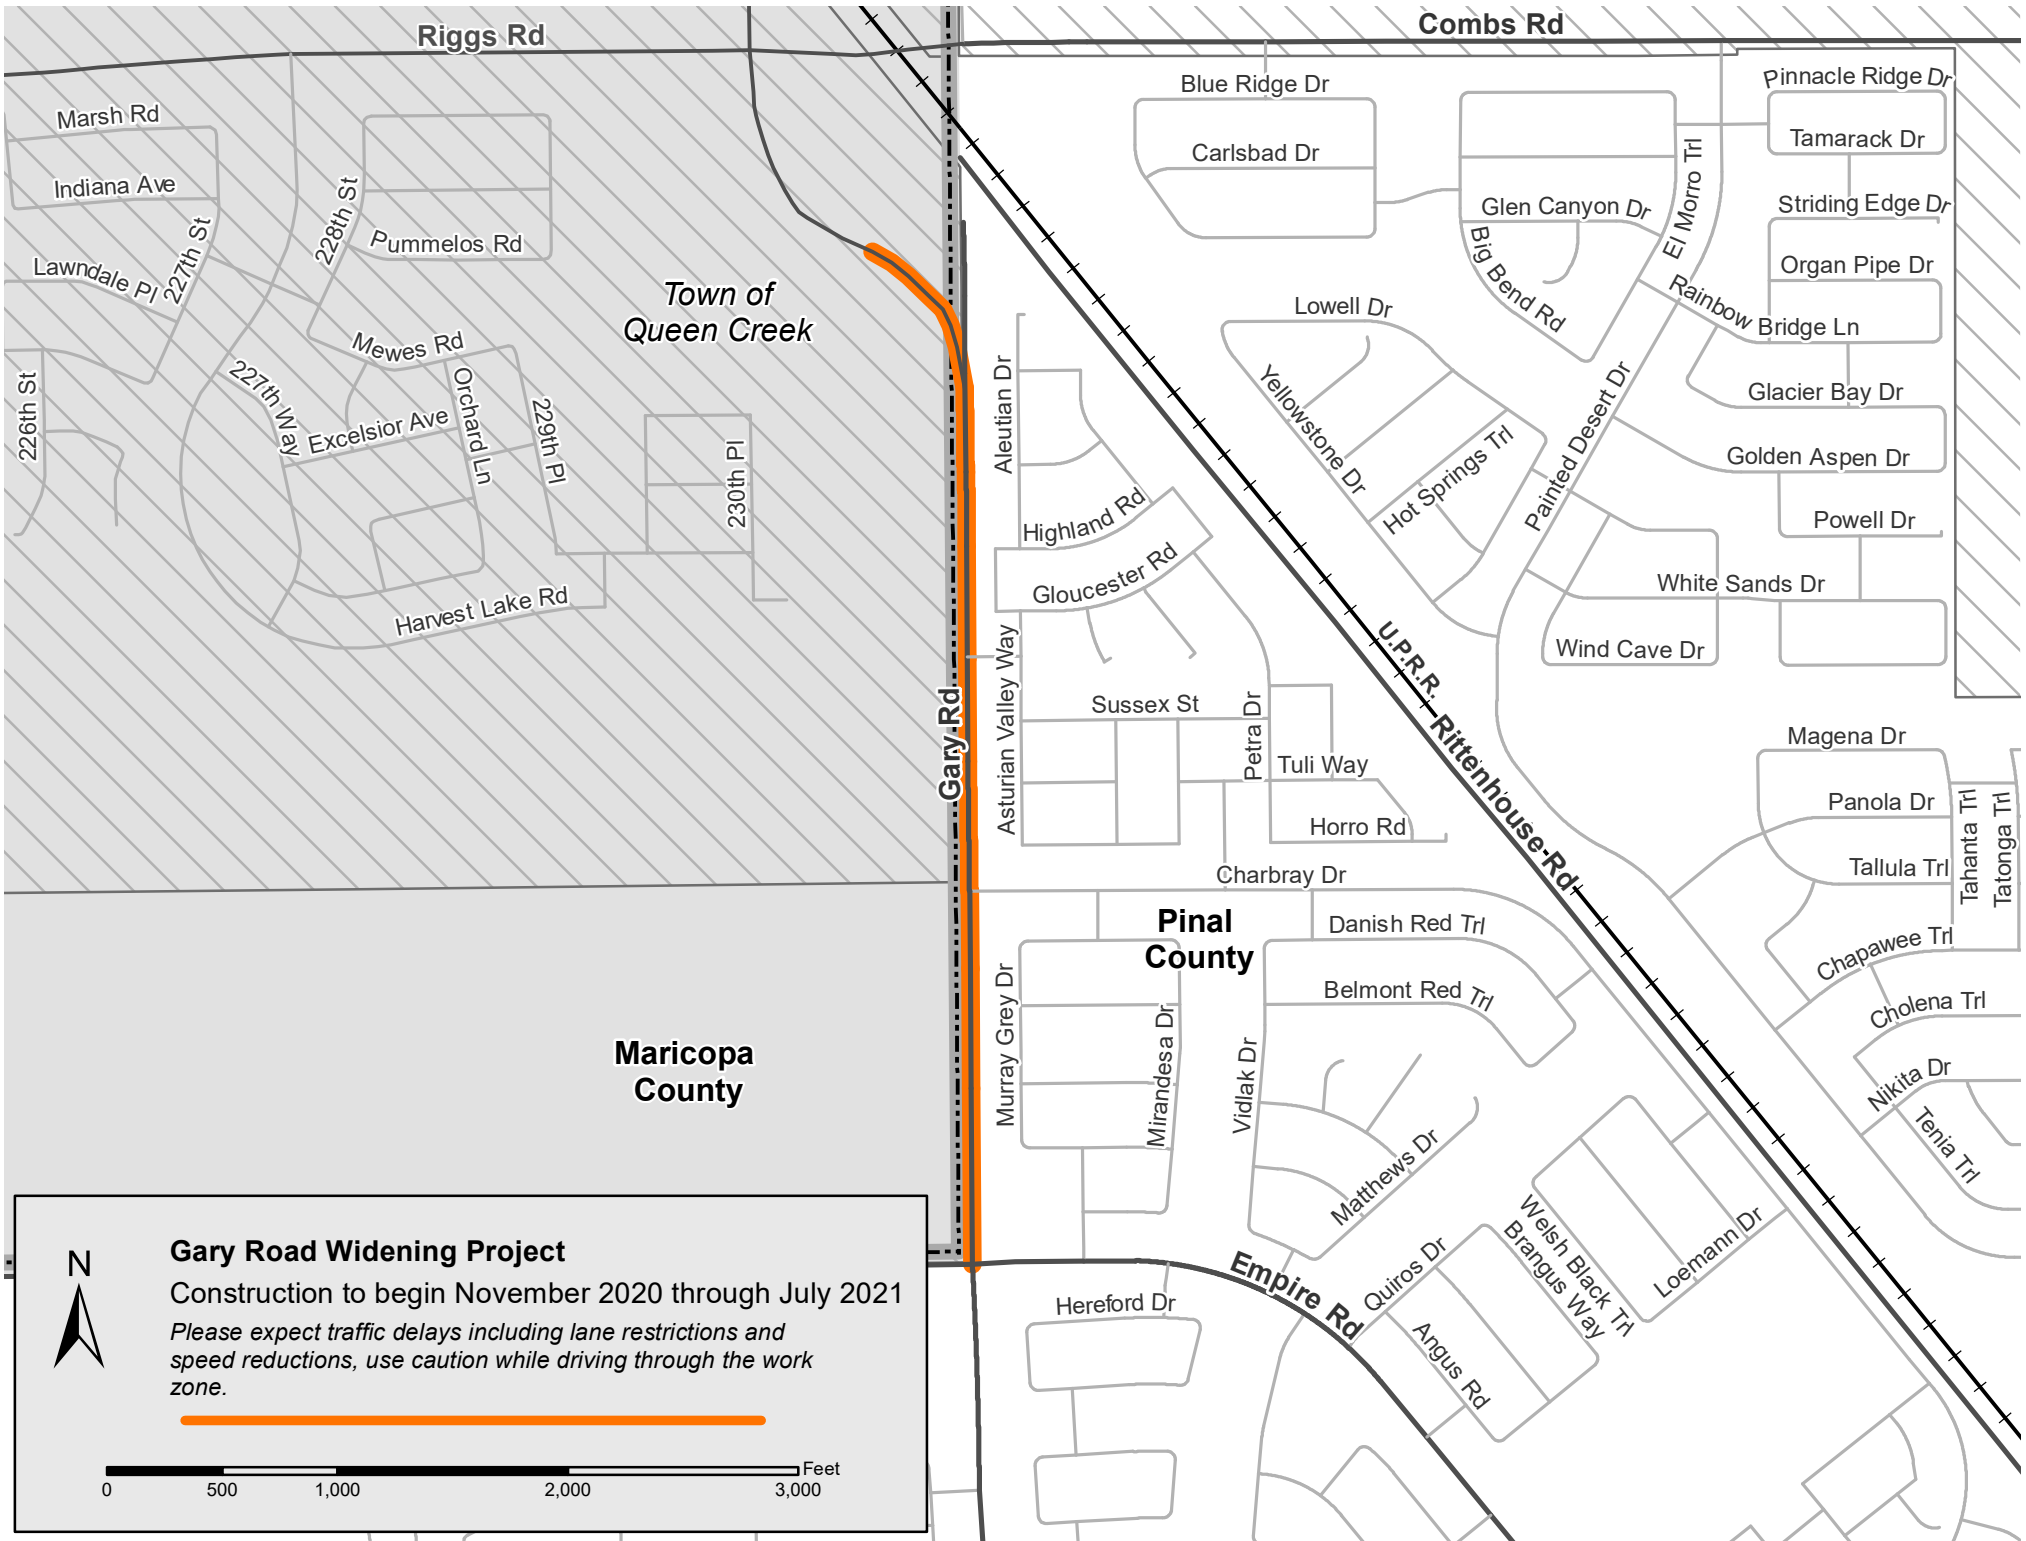 Riggs Rd
Combs Rd
Marsh Rd
Indiana Ave
227th St
228th St
Pummelos Rd
Lawndale Pl
Town of
Queen Creek
Mewes Rd
227th Way
226th St
Excelsior Ave
Orchard Ln
229th Pl
230th Pl
Harvest Lake Rd
Gary Rd
Blue Ridge Dr
Carlsbad Dr
Pinnacle Ridge Dr
Tamarack Dr
El Morro Trl
Glen Canyon Dr
Big Bend Rd
Striding Edge Dr
Organ Pipe Dr
Rainbow Bridge Ln
Lowell Dr
Yellowstone Dr
Hot Springs Trl
Painted Desert Dr
Glacier Bay Dr
Golden Aspen Dr
Powell Dr
White Sands Dr
Wind Cave Dr
Aleutian Dr
Highland Rd
Gloucester Rd
Asturian Valley Way
Sussex St
Petra Dr
Tuli Way
Horro Rd
U.P.R.R.
Rittenhouse Rd
Magena Dr
Panola Dr
Tallula Trl
Tahanta Trl
Tatonga Trl
Chapawee Trl
Cholena Trl
Nikita Dr
Tenia Trl
Charbray Dr
Pinal
County
Danish Red Trl
Belmont Red Trl
Murray Grey Dr
Mirandesa Dr
Vidlak Dr
Matthews Dr
Maricopa
County
Empire Rd
Quiros Dr
Welsh Black Trl
Brangus Way
Loemann Dr
Angus Rd
Hereford Dr
N
Gary Road Widening Project
Construction to begin November 2020 through July 2021
Please expect traffic delays including lane restrictions and
speed reductions, use caution while driving through the work
zone.
Feet
0 500 1,000 2,000 3,000